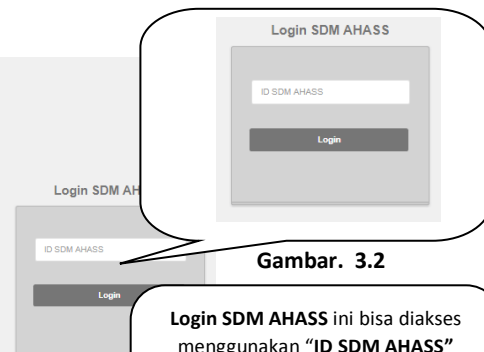 Login SDM AHASS
ID SDM AHASS
Login
Login SDM AH
ID SDM AHASS
Login
Gambar. 3.2
Login SDM AHASS ini bisa diakses
menggunakan “ID SDM AHASS”